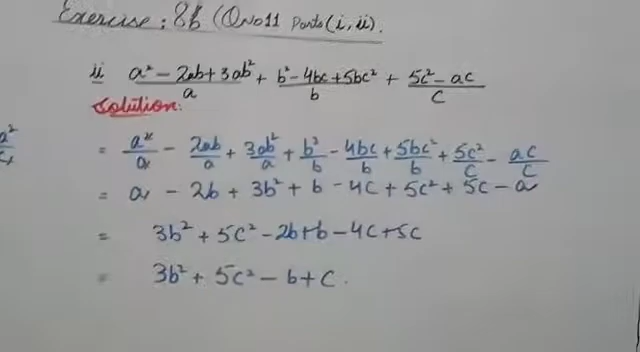 Exercise: 8b (QNo11 Parts(i,ii).
ii (a² - 2ab + 3ab²)/a + (b² - 4bc + 5bc²)/b + (5c² - ac)/c
Solution:
= a²/a - 2ab/a + 3ab²/a + b²/b - 4bc/b + 5bc²/b + 5c²/c - ac/c
= a - 2b + 3b² + b - 4c + 5c² + 5c - a
= 3b² + 5c² - 2b + b - 4c + 5c
= 3b² + 5c² - b + c.